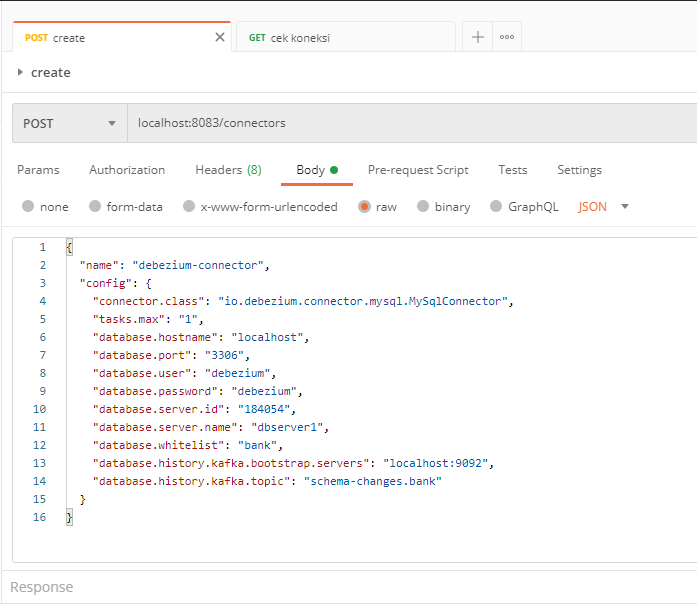 POST create GET cek koneksi
create
POST localhost:8083/connectors
Params Authorization Headers (8) Body Pre-request Script Tests Settings
none form-data x-www-form-urlencoded raw binary GraphQL JSON
1 {
2 "name": "debezium-connector",
3 "config": {
4 "connector.class": "io.debezium.connector.mysql.MySqlConnector",
5 "tasks.max": "1",
6 "database.hostname": "localhost",
7 "database.port": "3306",
8 "database.user": "debezium",
9 "database.password": "debezium",
10 "database.server.id": "184054",
11 "database.server.name": "dbserver1",
12 "database.whitelist": "bank",
13 "database.history.kafka.bootstrap.servers": "localhost:9092",
14 "database.history.kafka.topic": "schema-changes.bank"
15 }
16 }
Response